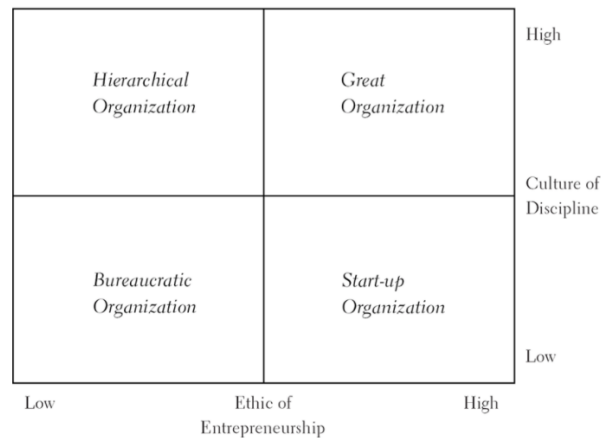 High
Hierarchical
Organization
Great
Organization
Culture of
Discipline
Bureaucratic
Organization
Start-up
Organization
Low
Low
Ethic of
Entrepreneurship
High